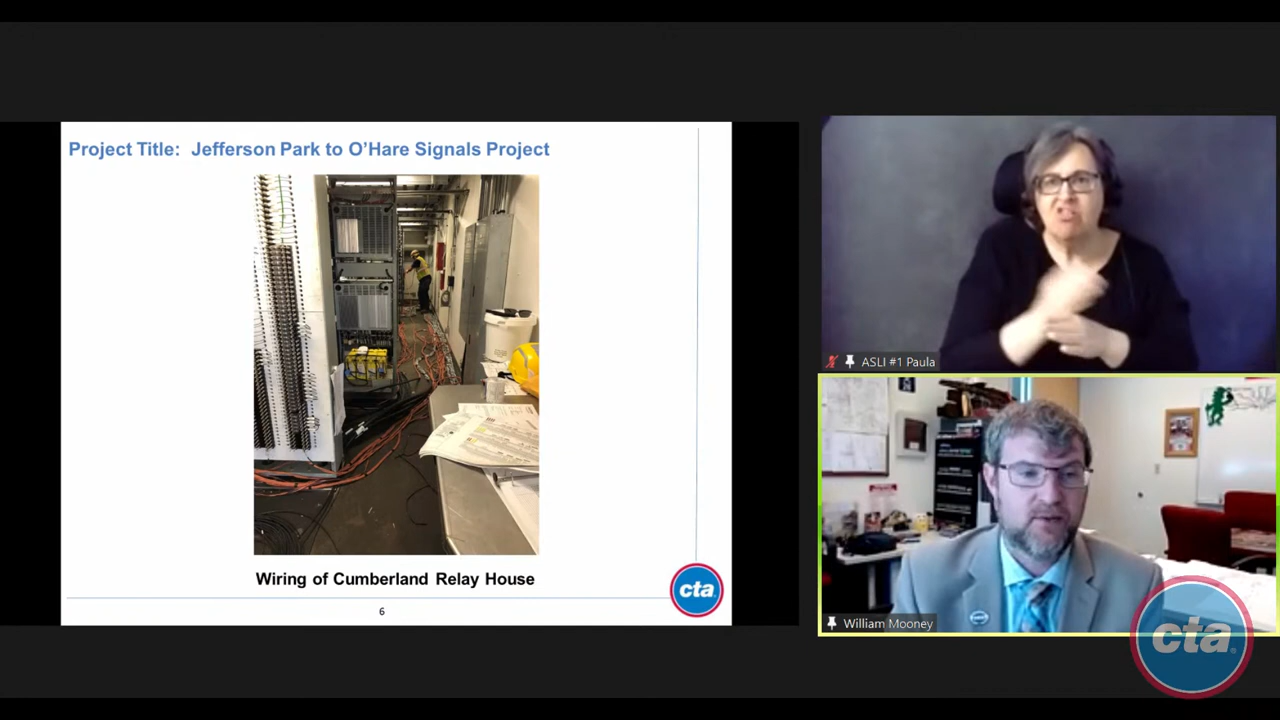 Project Title: Jefferson Park to O'Hare Signals Project
Wiring of Cumberland Relay House
6
cta
ASLI #1 Paula
William Mooney
cta